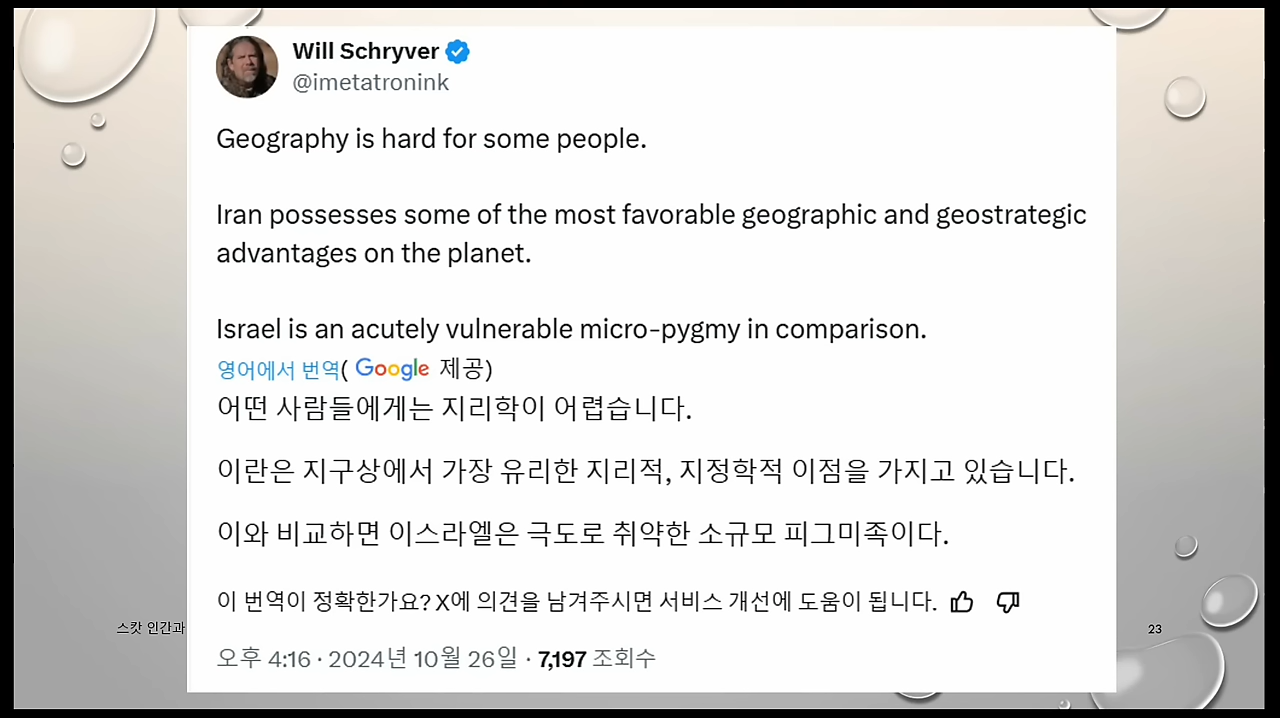 Will Schryver
@imetatronink
Geography is hard for some people.
Iran possesses some of the most favorable geographic and geostrategic
advantages on the planet.
Israel is an acutely vulnerable micro-pygmy in comparison.
영어에서 번역( Google 제공)
어떤 사람들에게는 지리학이 어렵습니다.
이란은 지구상에서 가장 유리한 지리적, 지정학적 이점을 가지고 있습니다.
이와 비교하면 이스라엘은 극도로 취약한 소규모 피그미족이다.
이 번역이 정확한가요? X에 의견을 남겨주시면 서비스 개선에 도움이 됩니다.
스캇 인간과
23
오후 4:16 · 2024년 10월 26일 · 7,197 조회수